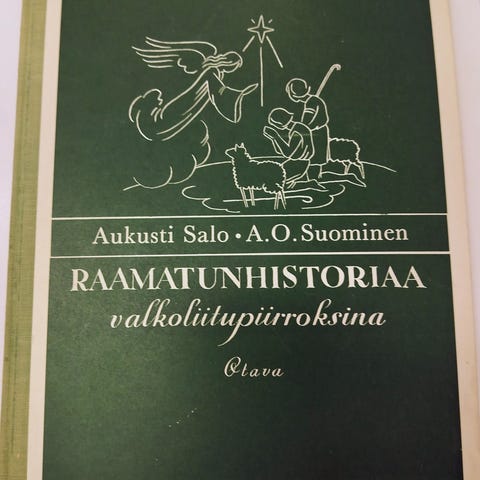 Aukusti Salo • A.O. Suominen
RAAMATUNHISTORIAA
valkoliitupiirroksina
Otava